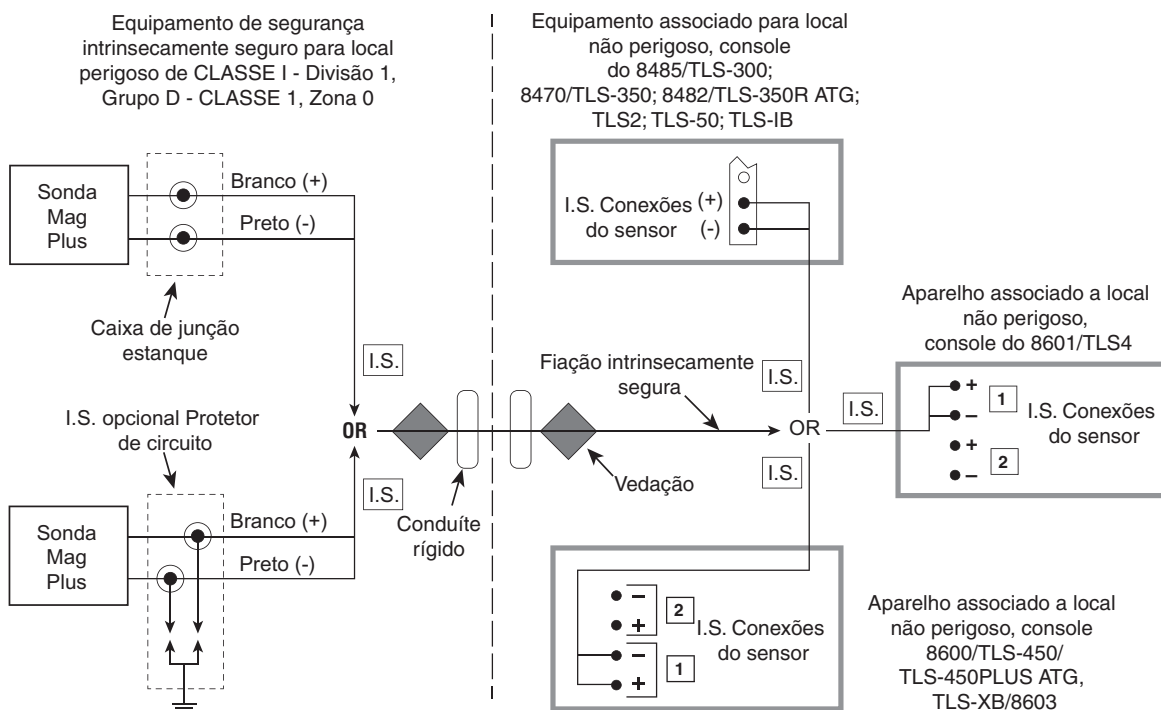 Equipamento de segurança
intrinsecamente seguro para local
perigoso de CLASSE I - Divisão 1,
Grupo D - CLASSE 1, Zona 0
Sonda
Mag
Plus
Branco (+)
Preto (-)
Caixa de junção
estanque
I.S.
I.S. opcional Protetor
de circuito
OR
I.S.
Sonda
Mag
Plus
Branco (+)
Preto (-)
Conduíte
rígido
Equipamento associado para local
não perigoso, console
do 8485/TLS-300;
8470/TLS-350; 8482/TLS-350R ATG;
TLS2; TLS-50; TLS-IB
I.S. Conexões
do sensor
(+)
(-)
Fiação intrinsecamente
segura
I.S.
OR
I.S.
I.S.
Vedação
Aparelho associado a local
não perigoso,
console do 8601/TLS4
+
–
+
–
1
2
I.S. Conexões
do sensor
–
+
–
+
2
1
I.S. Conexões
do sensor
Aparelho associado a local
não perigoso, console
8600/TLS-450/
TLS-450PLUS ATG,
TLS-XB/8603